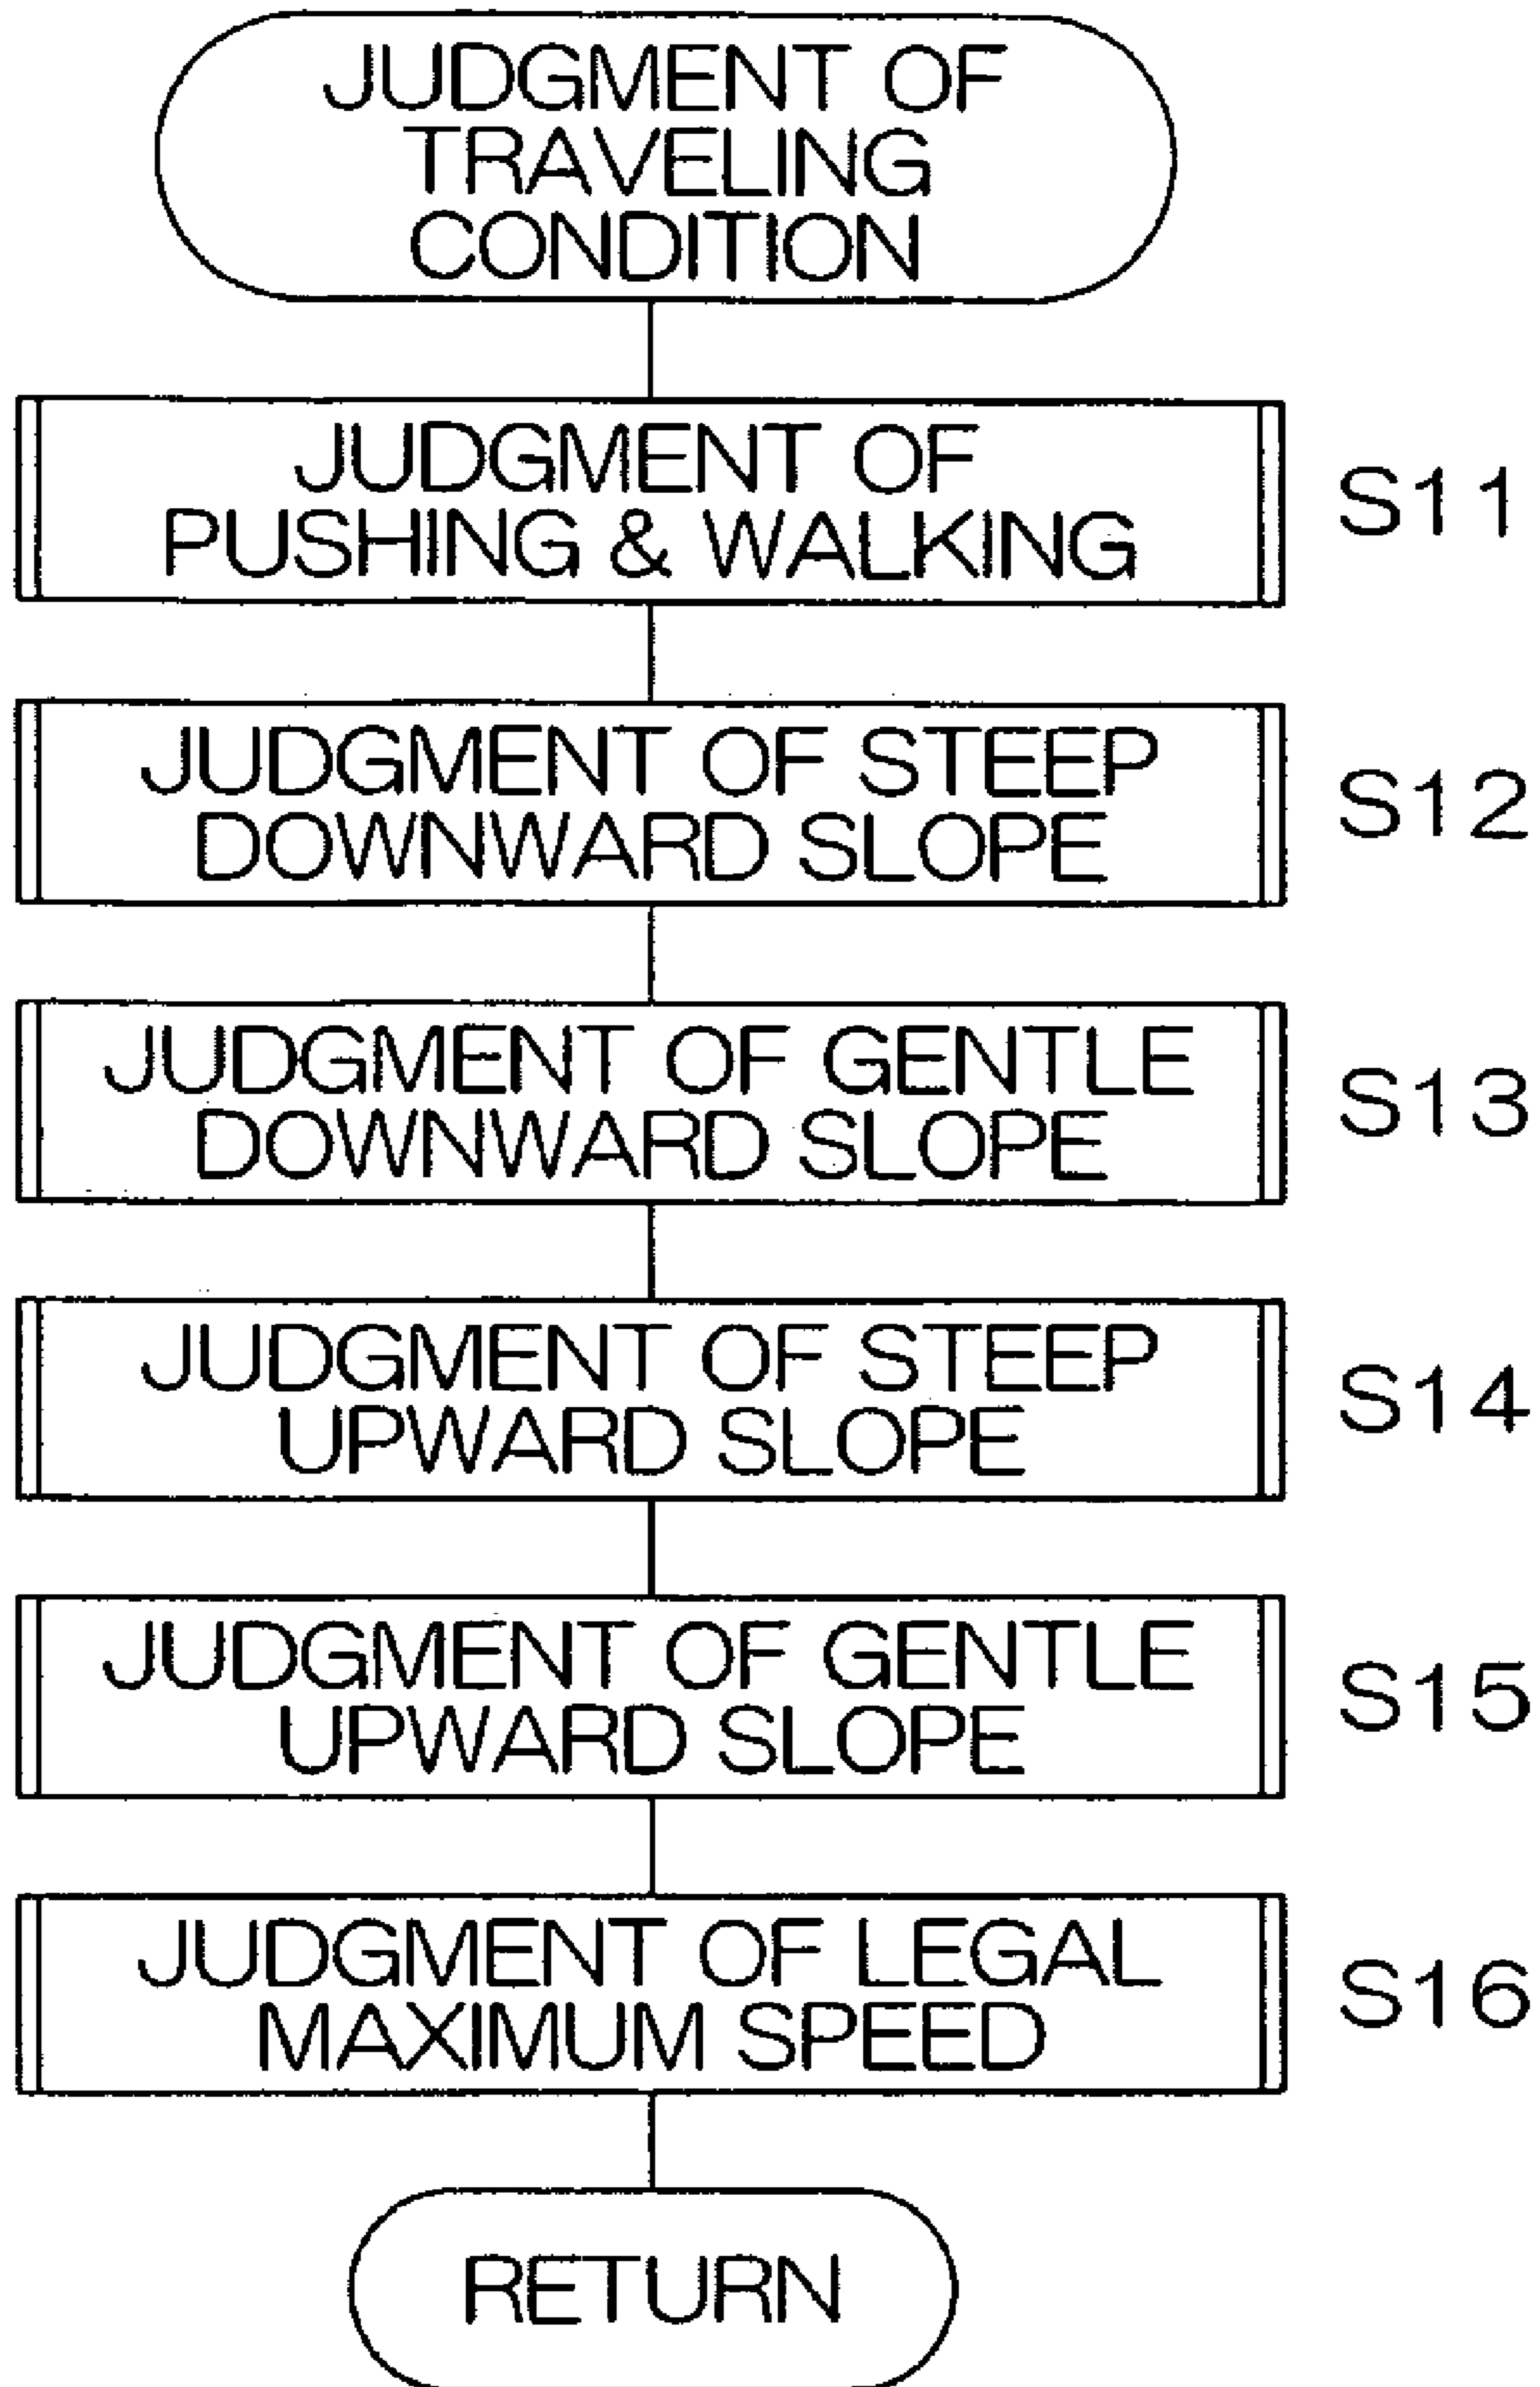 JUDGMENT OF
TRAVELING
CONDITION
JUDGMENT OF
PUSHING & WALKING
S11
JUDGMENT OF STEEP
DOWNWARD SLOPE
S12
JUDGMENT OF GENTLE
DOWNWARD SLOPE
S13
JUDGMENT OF STEEP
UPWARD SLOPE
S14
JUDGMENT OF GENTLE
UPWARD SLOPE
S15
JUDGMENT OF LEGAL
MAXIMUM SPEED
S16
RETURN